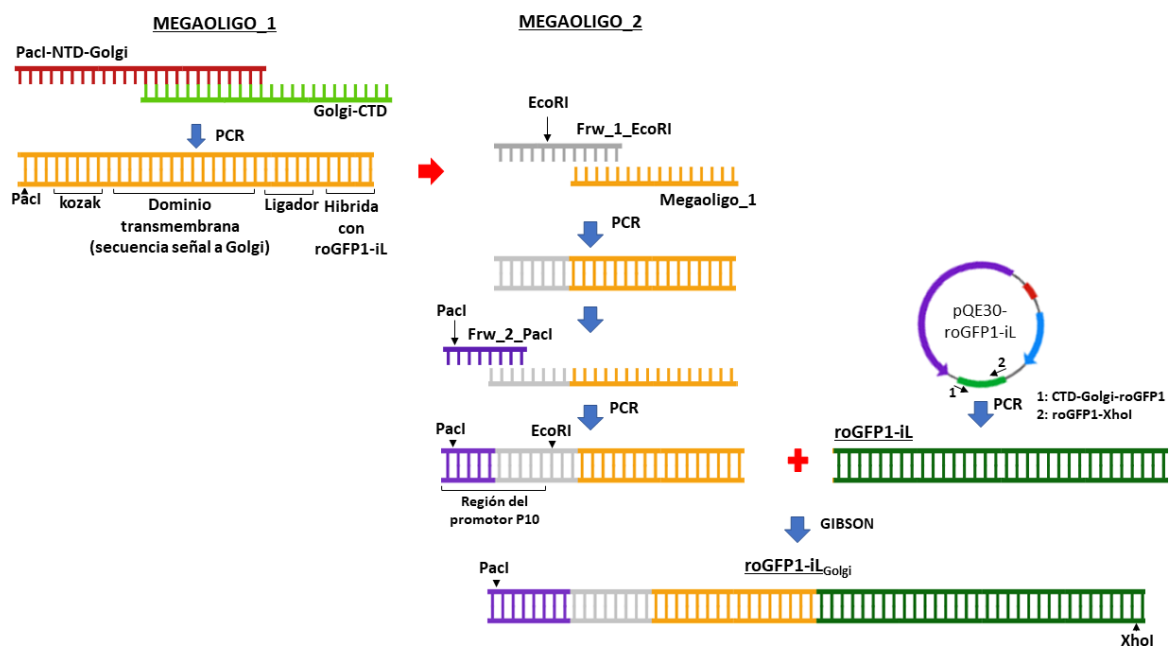 MEGAOLIGO_1
PacI-NTD-Golgi
Golgi-CTD
PCR
PacI
kozak
Dominio
transmembrana
(secuencia señal a Golgi)
Ligador
Hibrida
con
roGFP1-iL
MEGAOLIGO_2
EcoRI
Frw_1_EcoRI
Megaoligo_1
PCR
PacI
Frw_2_PacI
PCR
PacI
EcoRI
Región del
promotor P10
pQE30-
roGFP1-iL
2
1
1: CTD-Golgi-roGFP1
2: roGFP1-XhoI
PCR
roGFP1-iL
GIBSON
roGFP1-iLGolgi
PacI
XhoI